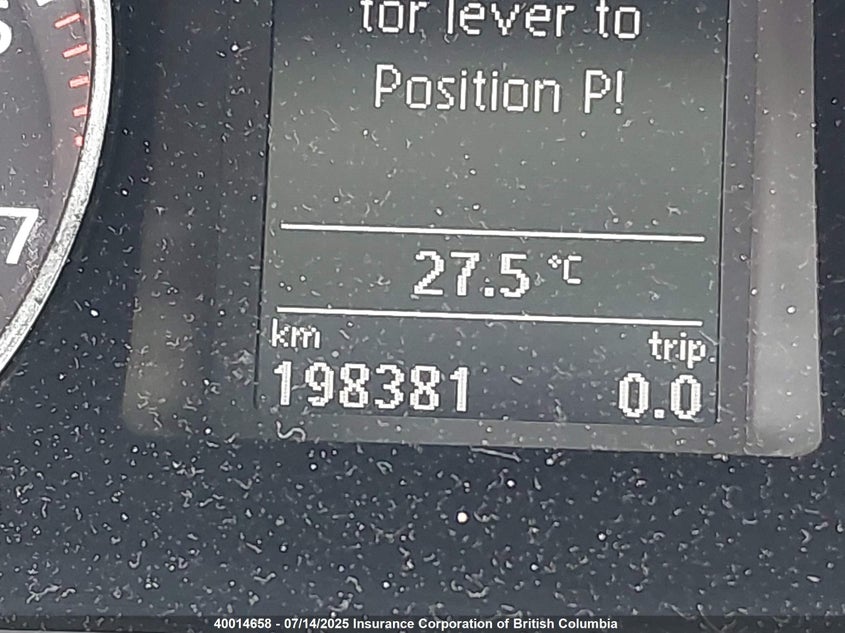 tor lever to
Position P!
27.5 °C
km trip
198381 0.0
7
40014658 - 07/14/2025 Insurance Corporation of British Columbia